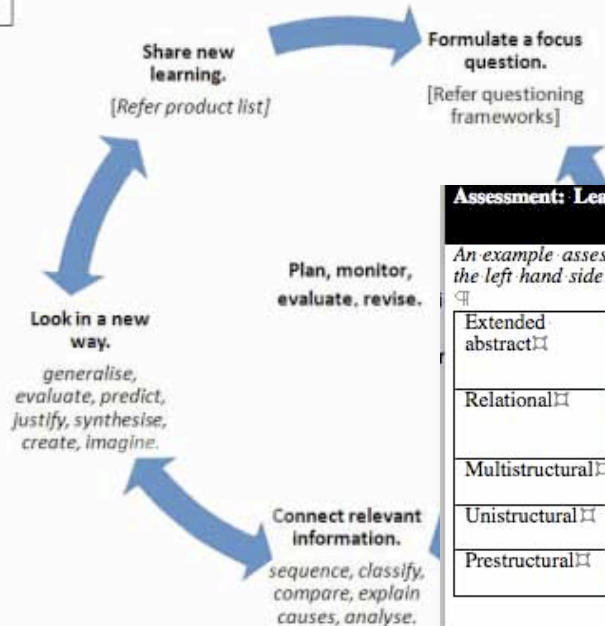 Share new
learning.
[Refer product list]
Formulate a focus
question.
[Refer questioning
frameworks]
Plan, monitor,
evaluate, revise.
Look in a new
way.
generalise,
evaluate, predict,
justify, synthesise,
create, imagine.
Connect relevant
information.
sequence, classify,
compare, explain
causes, analyse.
Assessment: Lea
An example asses
the left hand side
Extended
abstract
Relational
Multistructural
Unistructural
Prestructural